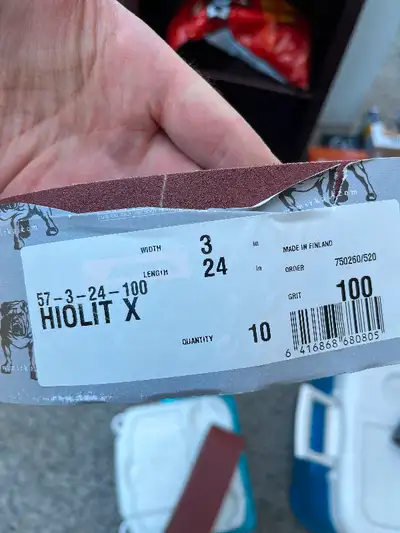 WIDTH 3 in MADE IN FINLAND
LENGTH 24 in ORDER 750260/520
57-3-24-100
HIOLIT X
GRIT 100
QUANTITY 10
6 416868 680805